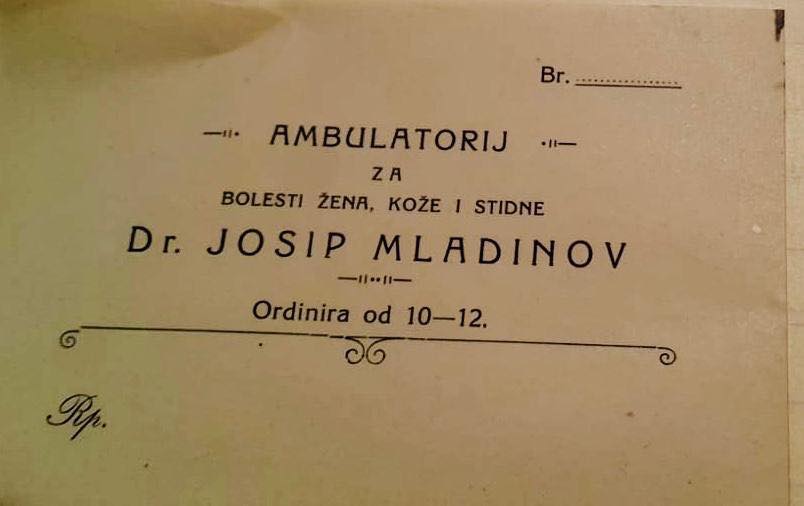 Br. ....................
AMBULATORIJ
ZA
BOLESTI ŽENA, KOŽE I STIDNE
Dr. JOSIP MLADINOV
Ordinira od 10—12.
Rp.